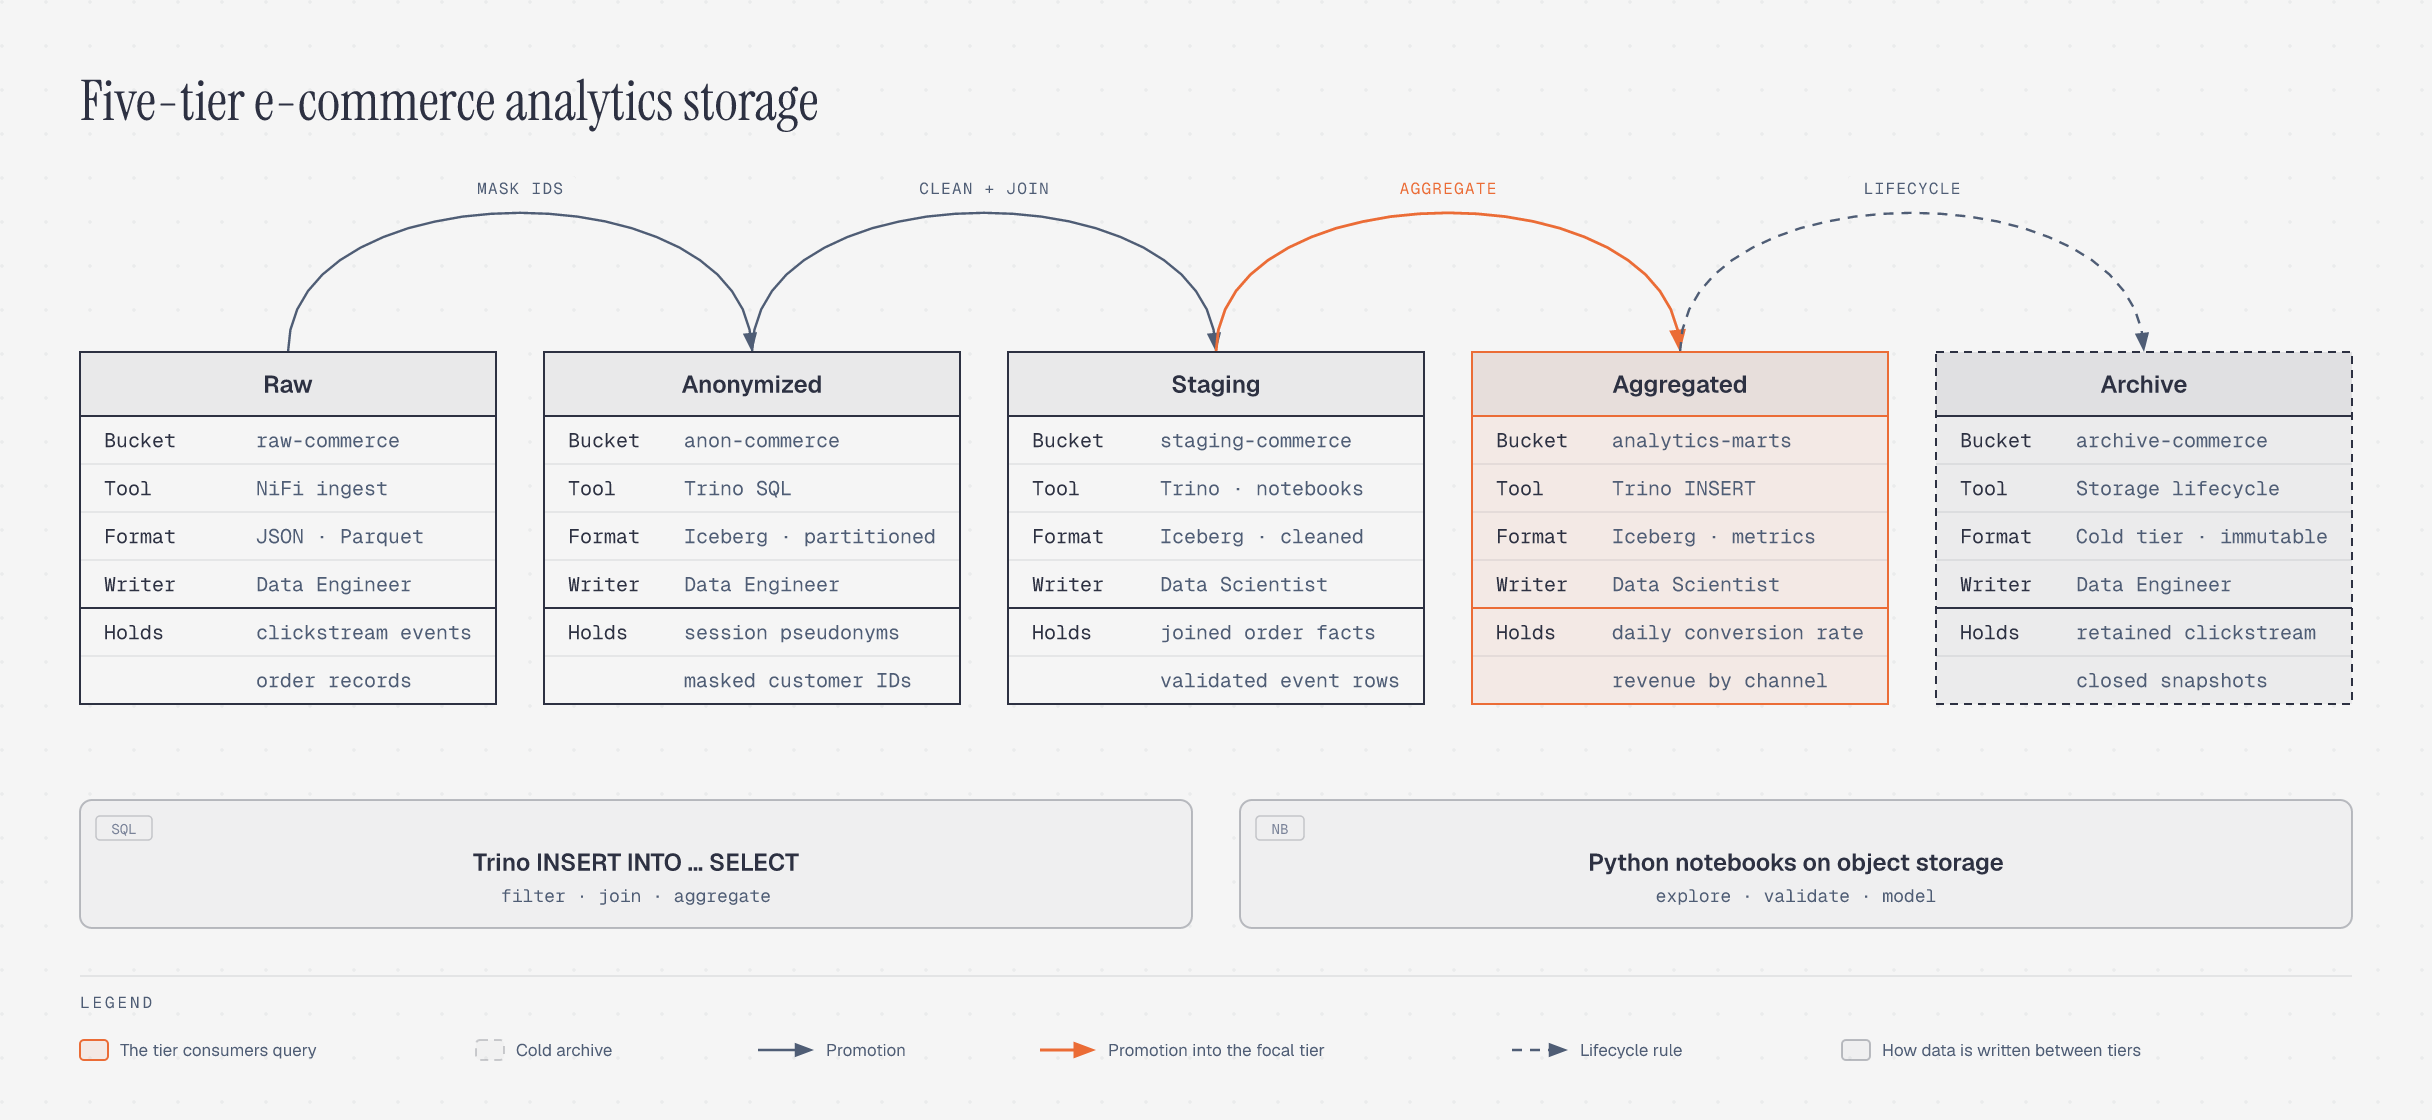 Five-tier e-commerce analytics storage
MASK IDS
CLEAN + JOIN
AGGREGATE
LIFECYCLE
Raw
Bucket raw-commerce
Tool NiFi ingest
Format JSON · Parquet
Writer Data Engineer
Holds clickstream events
order records
Anonymized
Bucket anon-commerce
Tool Trino SQL
Format Iceberg · partitioned
Writer Data Engineer
Holds session pseudonyms
masked customer IDs
Staging
Bucket staging-commerce
Tool Trino · notebooks
Format Iceberg · cleaned
Writer Data Scientist
Holds joined order facts
validated event rows
Aggregated
Bucket analytics-marts
Tool Trino INSERT
Format Iceberg · metrics
Writer Data Scientist
Holds daily conversion rate
revenue by channel
Archive
Bucket archive-commerce
Tool Storage lifecycle
Format Cold tier · immutable
Writer Data Engineer
Holds retained clickstream
closed snapshots
SQL
Trino INSERT INTO … SELECT
filter · join · aggregate
NB
Python notebooks on object storage
explore · validate · model
LEGEND
The tier consumers query
Cold archive
Promotion
Promotion into the focal tier
Lifecycle rule
How data is written between tiers